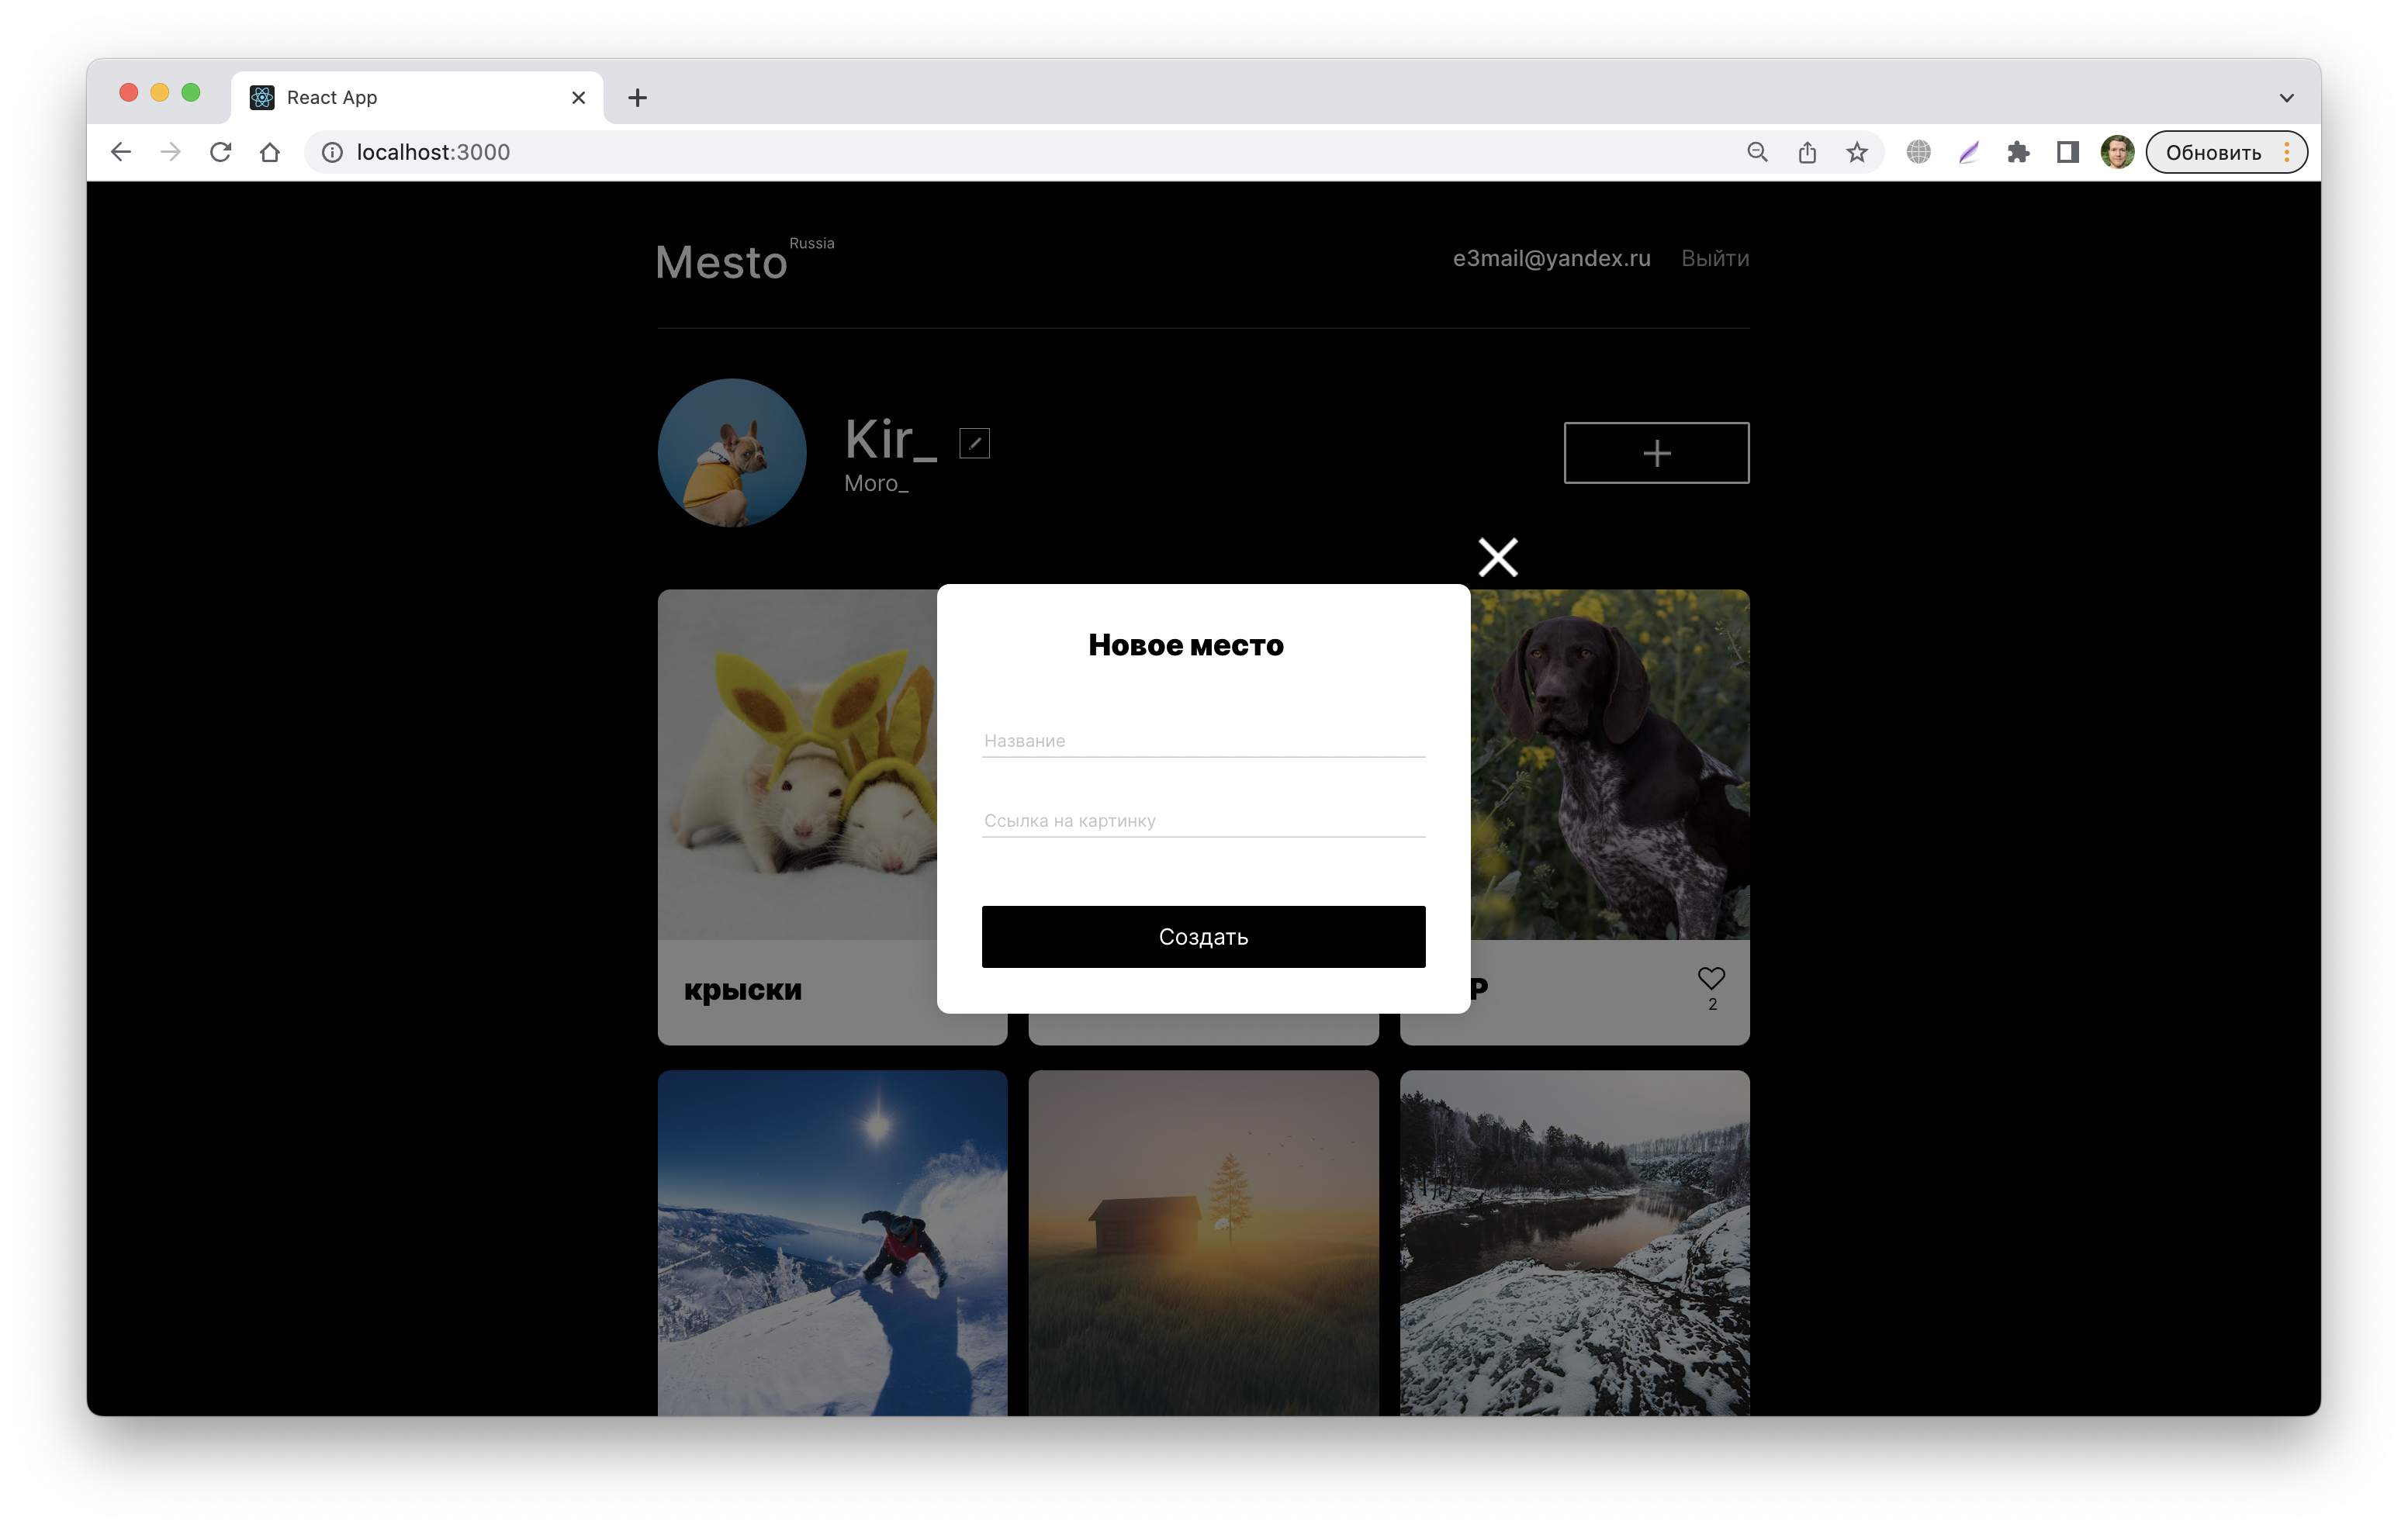 React App
localhost:3000
Обновить
Mesto Russia
e3mail@yandex.ru Выйти
Kir_
Moro_
Новое место
Название
Ссылка на картинку
Создать
крыски
2